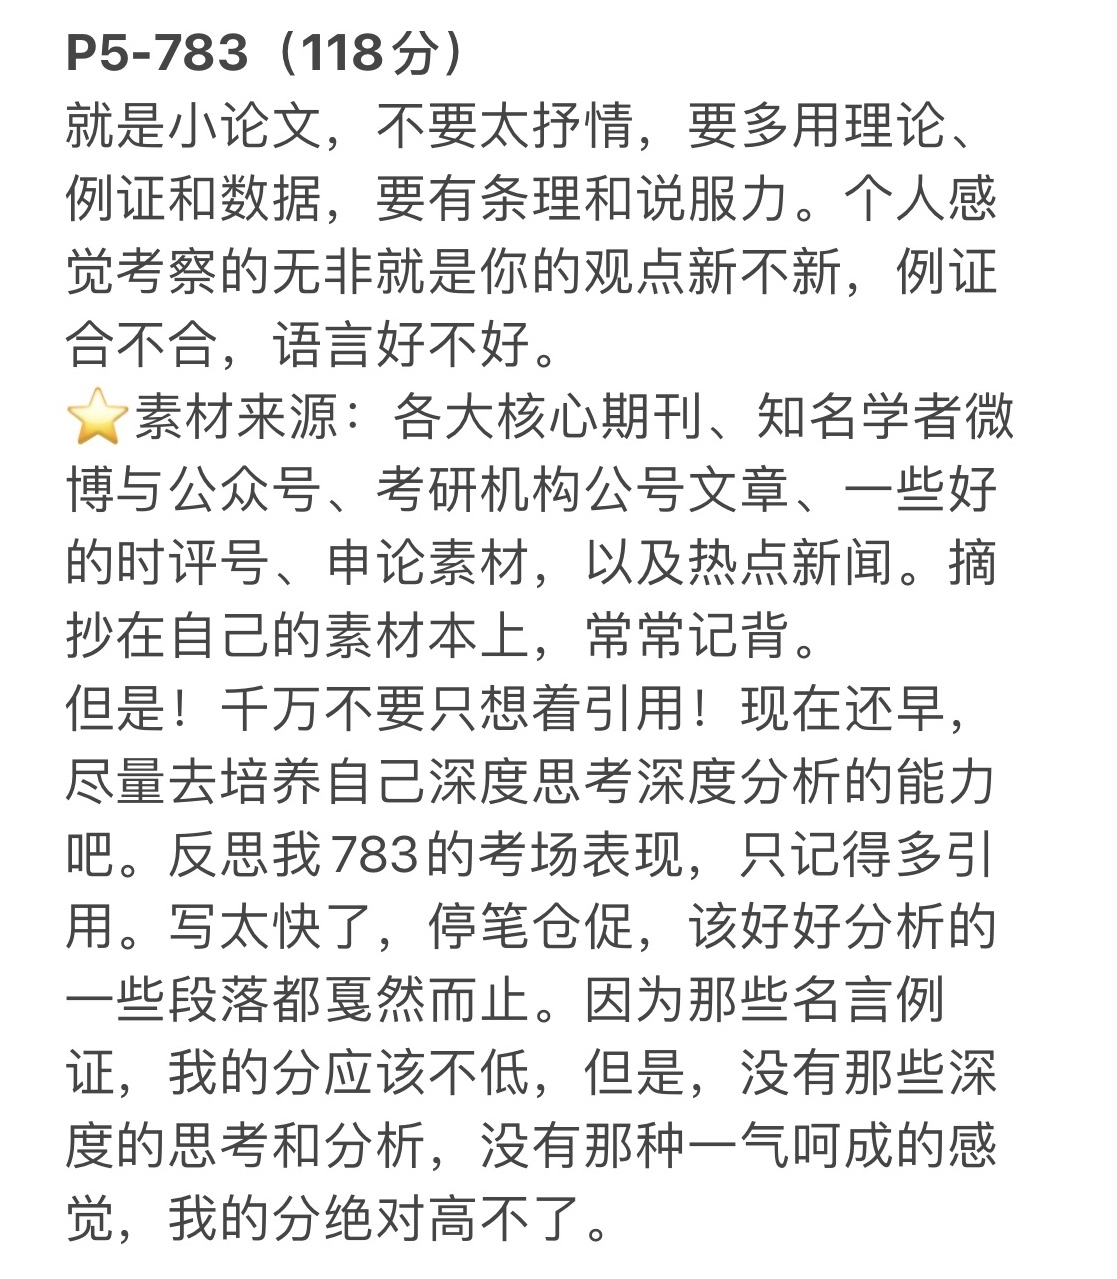 P5-783（118分）
就是小论文，不要太抒情，要多用理论、
例证和数据，要有条理和说服力。个人感
觉考察的无非就是你的观点新不新，例证
合不合，语言好不好。
⭐素材来源：各大核心期刊、知名学者微
博与公众号、考研机构公号文章、一些好
的时评号、申论素材，以及热点新闻。摘
抄在自己的素材本上，常常记背。
但是！千万不要只想着引用！现在还早，
尽量去培养自己深度思考深度分析的能力
吧。反思我783的考场表现，只记得多引
用。写太快了，停笔仓促，该好好分析的
一些段落都戛然而止。因为那些名言例
证，我的分应该不低，但是，没有那些深
度的思考和分析，没有那种一气呵成的感
觉，我的分绝对高不了。